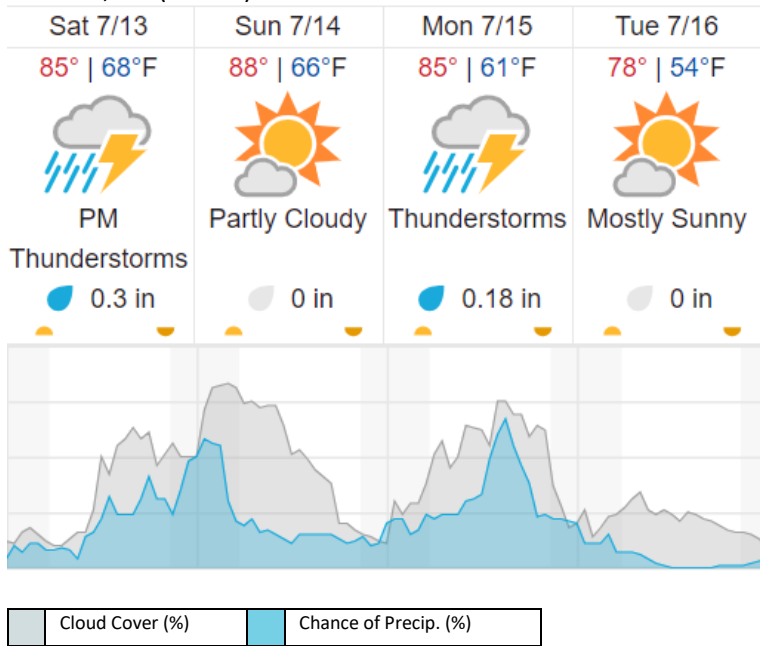 Sat 7/13 Sun 7/14 Mon 7/15 Tue 7/16
85° | 68°F 88° | 66°F 85° | 61°F 78° | 54°F
PM Partly Cloudy Thunderstorms Mostly Sunny
Thunderstorms
0.3 in 0 in 0.18 in 0 in
Cloud Cover (%) Chance of Precip. (%)